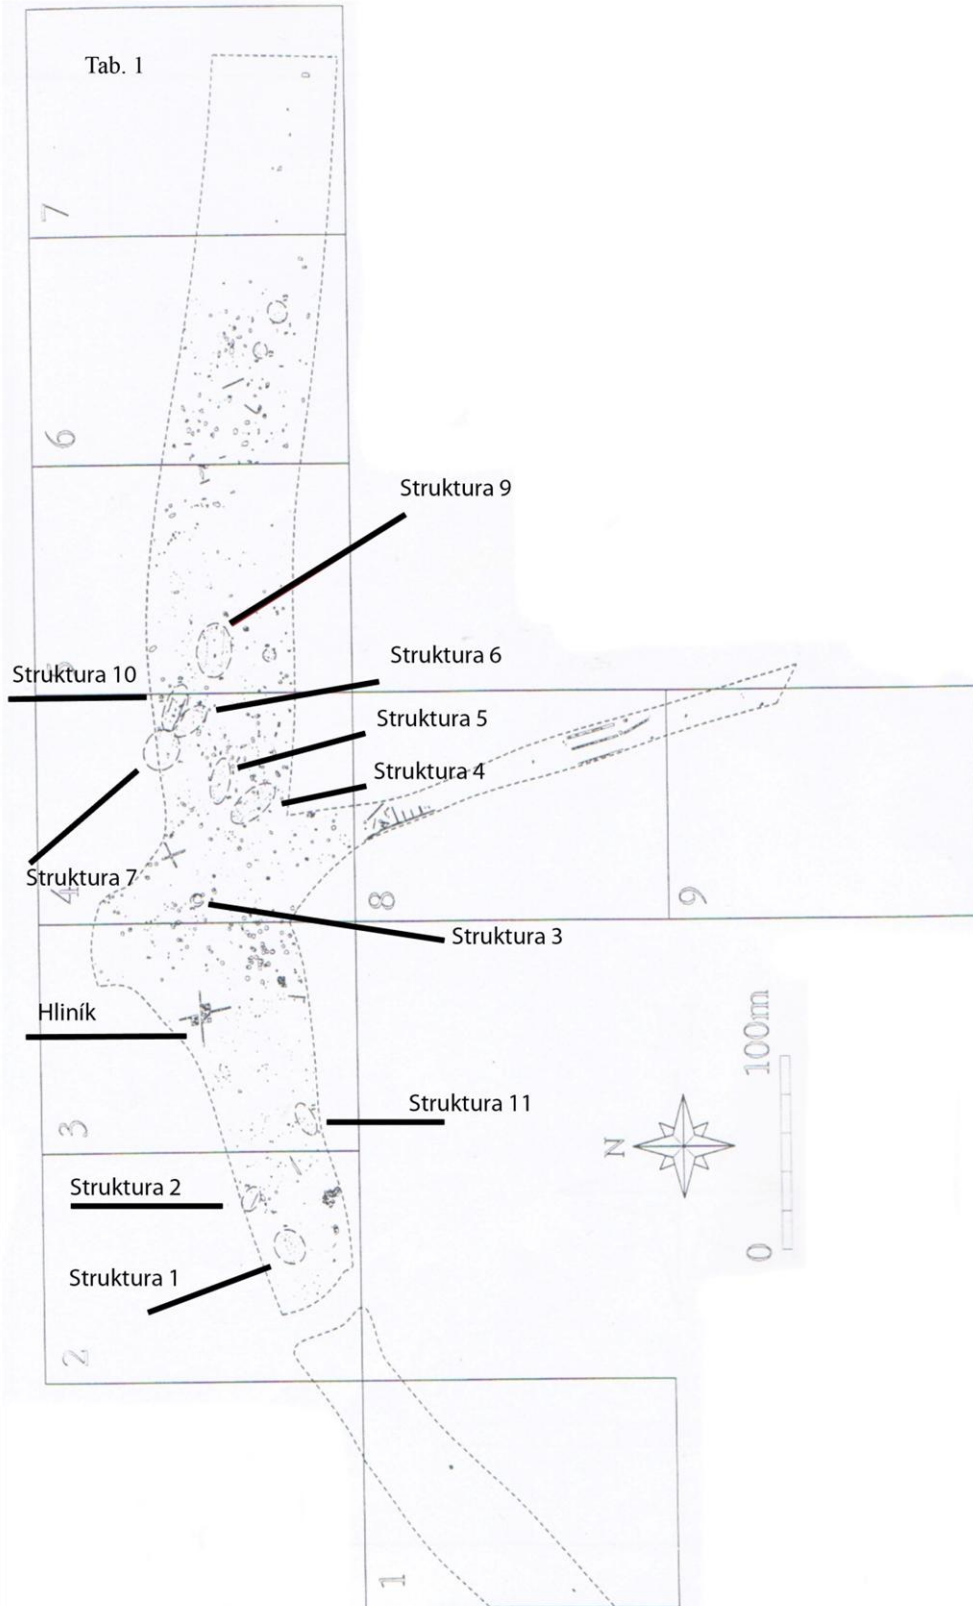 Tab. 1
7
6
Struktura 9
5
Struktura 10
Struktura 6
Struktura 5
Struktura 4
Struktura 7
4
8
9
Struktura 3
Hliník
100m
Struktura 11
3
N
Struktura 2
0
Struktura 1
2
1